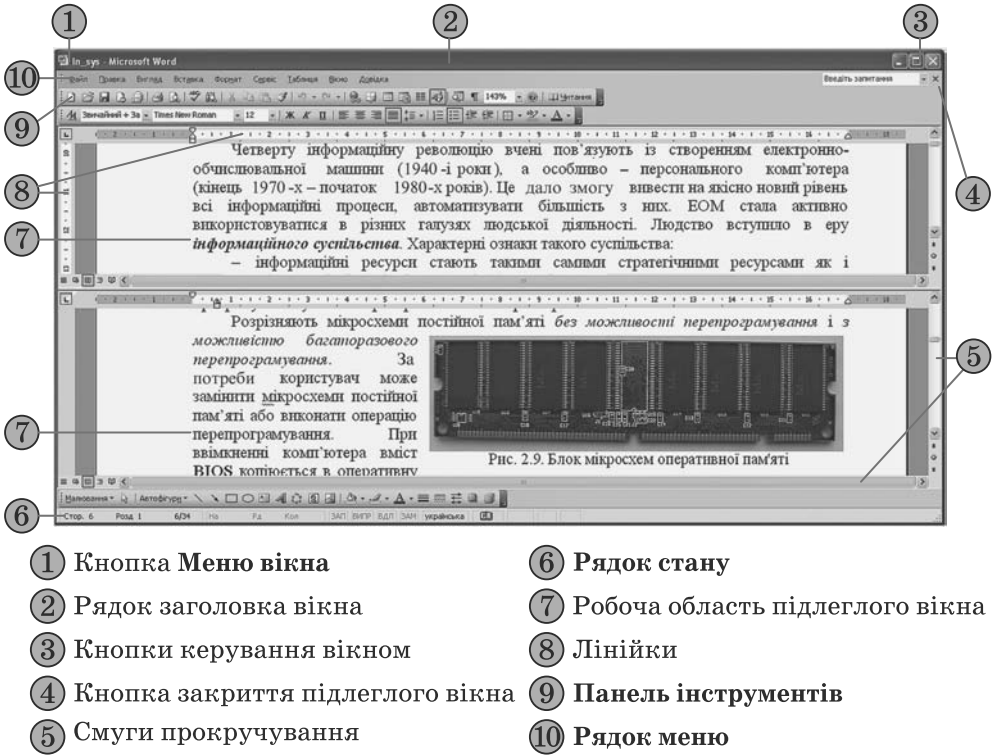 1 2 3
In_sys - Microsoft Word
10 Файл Правка Вигляд Вставка Формат Сервіс Таблиця Вікно Довідка Введіть запитання
143% Читання
9 Звичайний + За Times New Roman 12 Ж К П
Четверту інформаційну революцію вчені пов'язують із створенням електронно-
обчислювальної машини (1940 -і роки), а особливо – персонального комп'ютера
8 (кінець 1970 -х – початок 1980-х років). Це дало змогу вивести на якісно новий рівень 4
всі інформаційні процеси, автоматизувати більшість з них. ЕОМ стала активно
використовуватися в різних галузях людської діяльності. Людство вступило в еру
7 інформаційного суспільства. Характерні ознаки такого суспільства:
– інформаційні ресурси стають такими самими стратегічними ресурсами як і
Розрізняють мікросхеми постійної пам'яті без можливості перепрограмування і з
можливістю багаторазового
перепрограмування. За 5
потреби користувач може
замінити мікросхеми постійної
пам'яті або виконати операцію
7 перепрограмування. При
ввімкненні комп'ютера вміст
BIOS копіюється в оперативну
Рис. 2.9. Блок мікросхем оперативної пам'яті
Малювання Автофігури
6 Стор. 6 Розд 1 6/34 На Рд Кол ЗАП ВИПР ВДЛ ЗАМ українська
1 Кнопка Меню вікна
2 Рядок заголовка вікна
3 Кнопки керування вікном
4 Кнопка закриття підлеглого вікна
5 Смуги прокручування
6 Рядок стану
7 Робоча область підлеглого вікна
8 Лінійки
9 Панель інструментів
10 Рядок меню